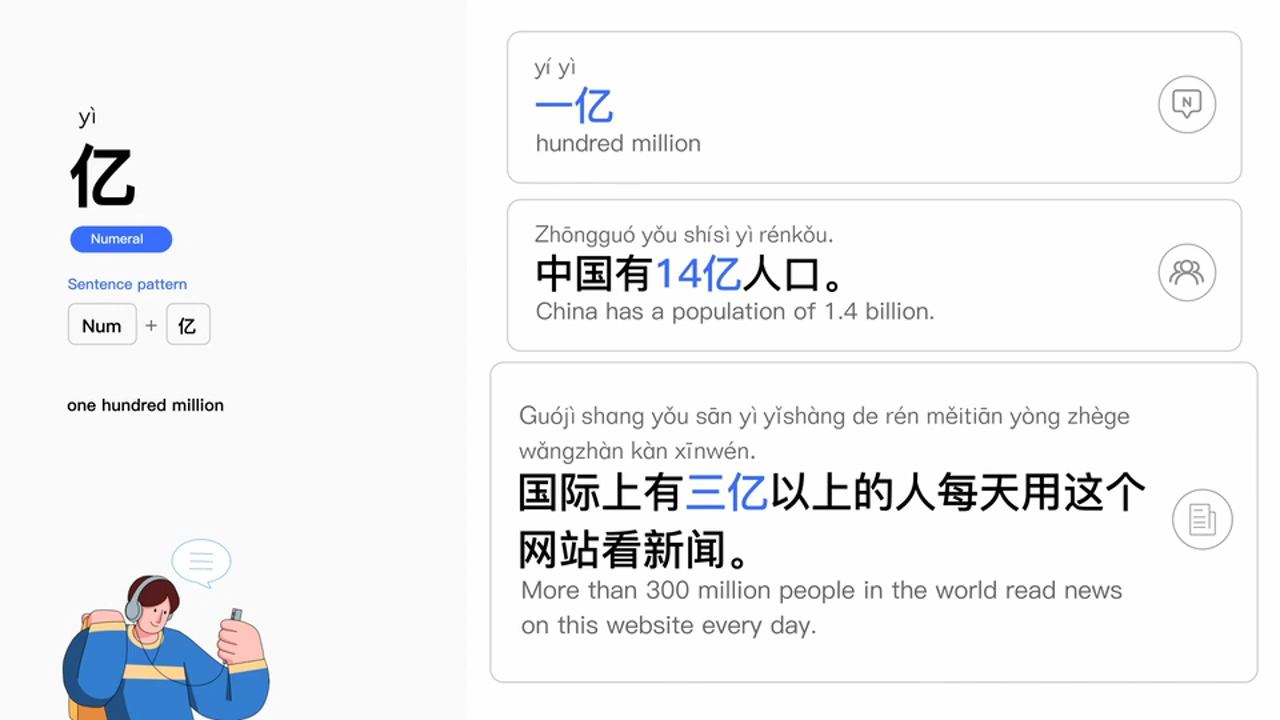 yì
亿
Numeral
Sentence pattern
Num + 亿
one hundred million
yí yì
一亿
hundred million
N
Zhōngguó yǒu shísì yì rénkǒu.
中国有14亿人口。
China has a population of 1.4 billion.
Guójì shang yǒu sān yì yǐshàng de rén měitiān yòng zhège
wǎngzhàn kàn xīnwén.
国际上有三亿以上的人每天用这个
网站看新闻。
More than 300 million people in the world read news
on this website every day.